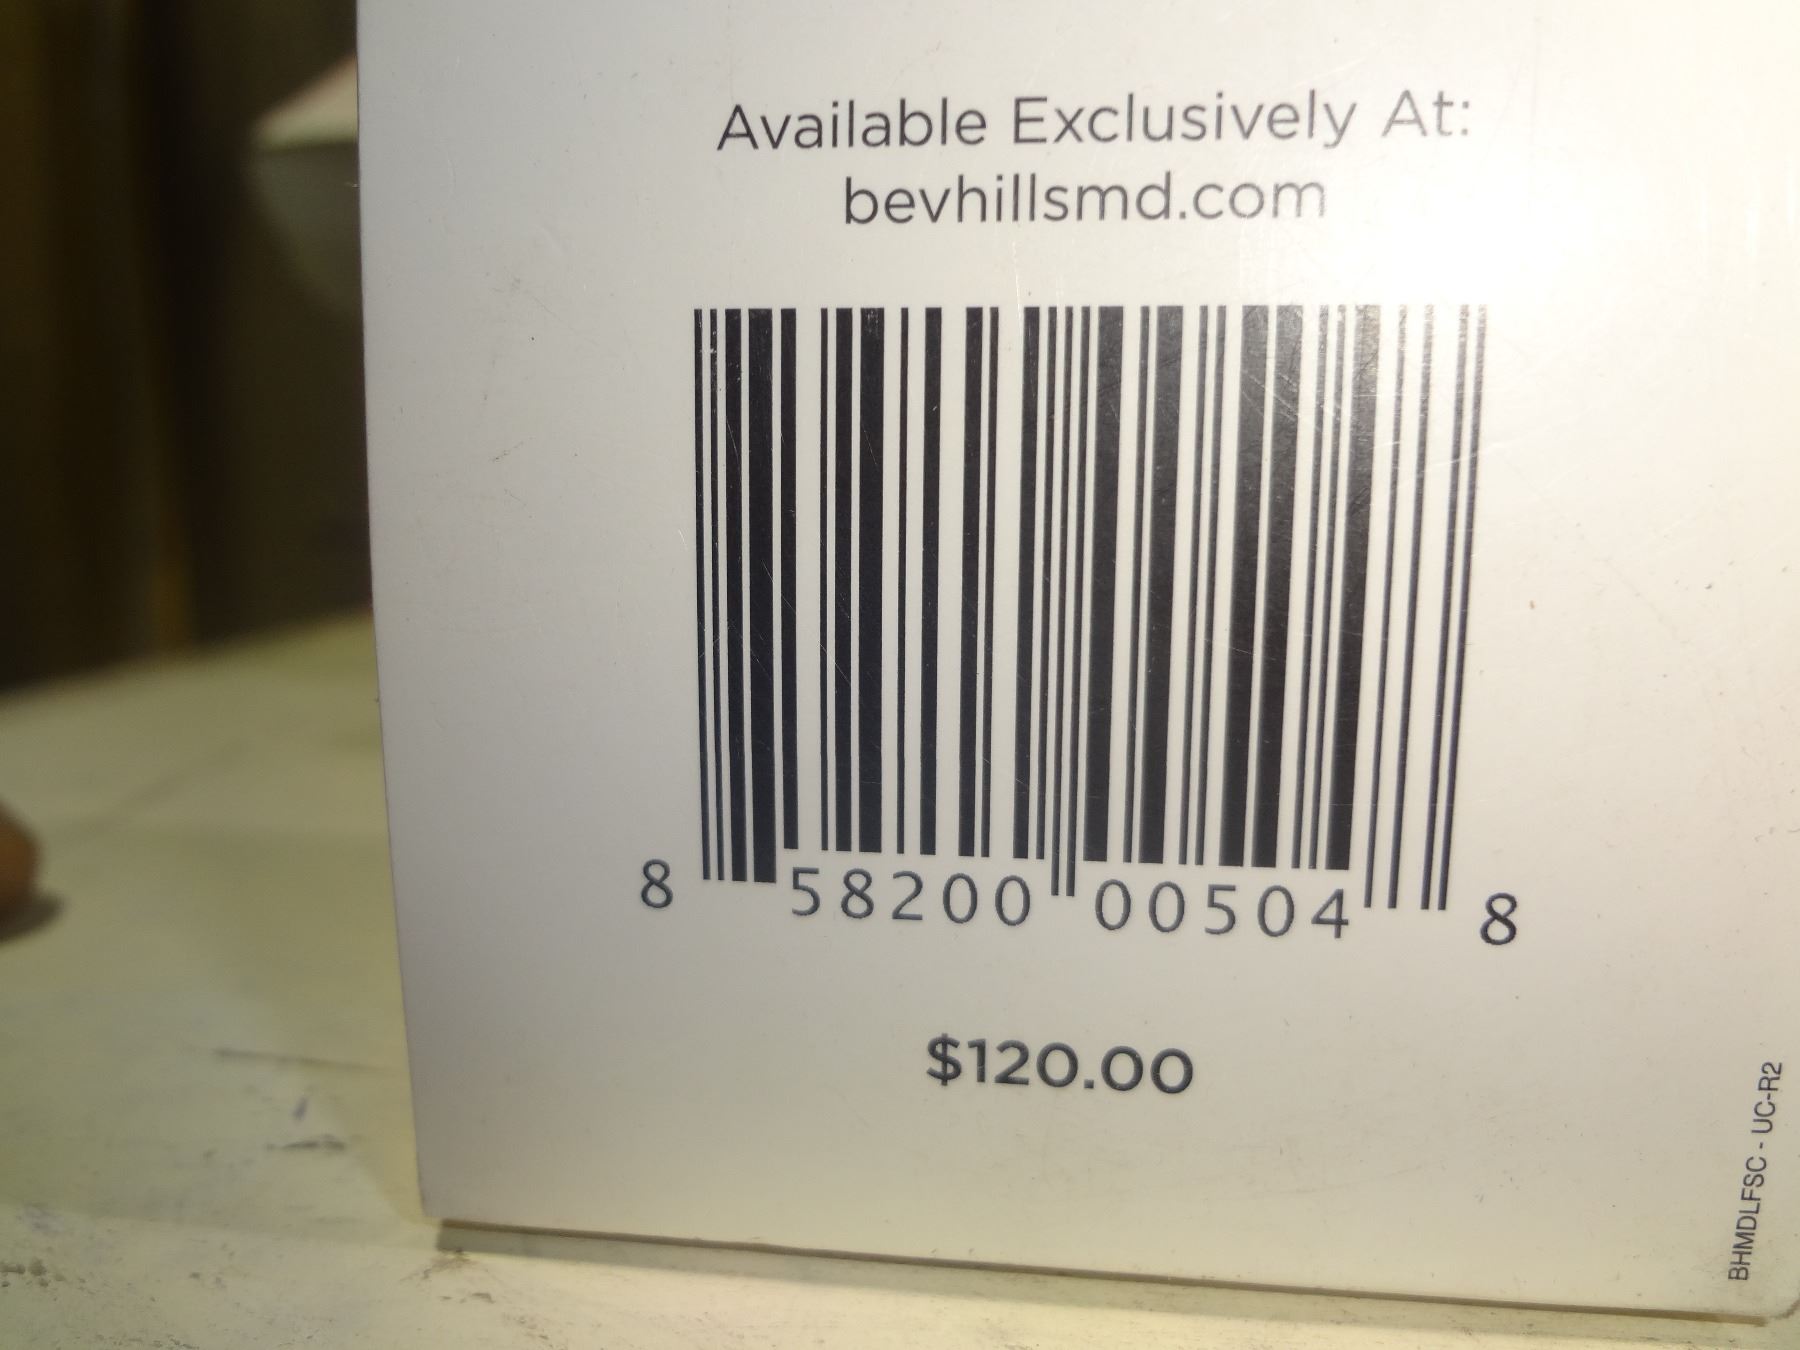 Available Exclusively At:
bevhillsmd.com
8 58200 00504 8
$120.00
BHMDLFSC - UC-R2